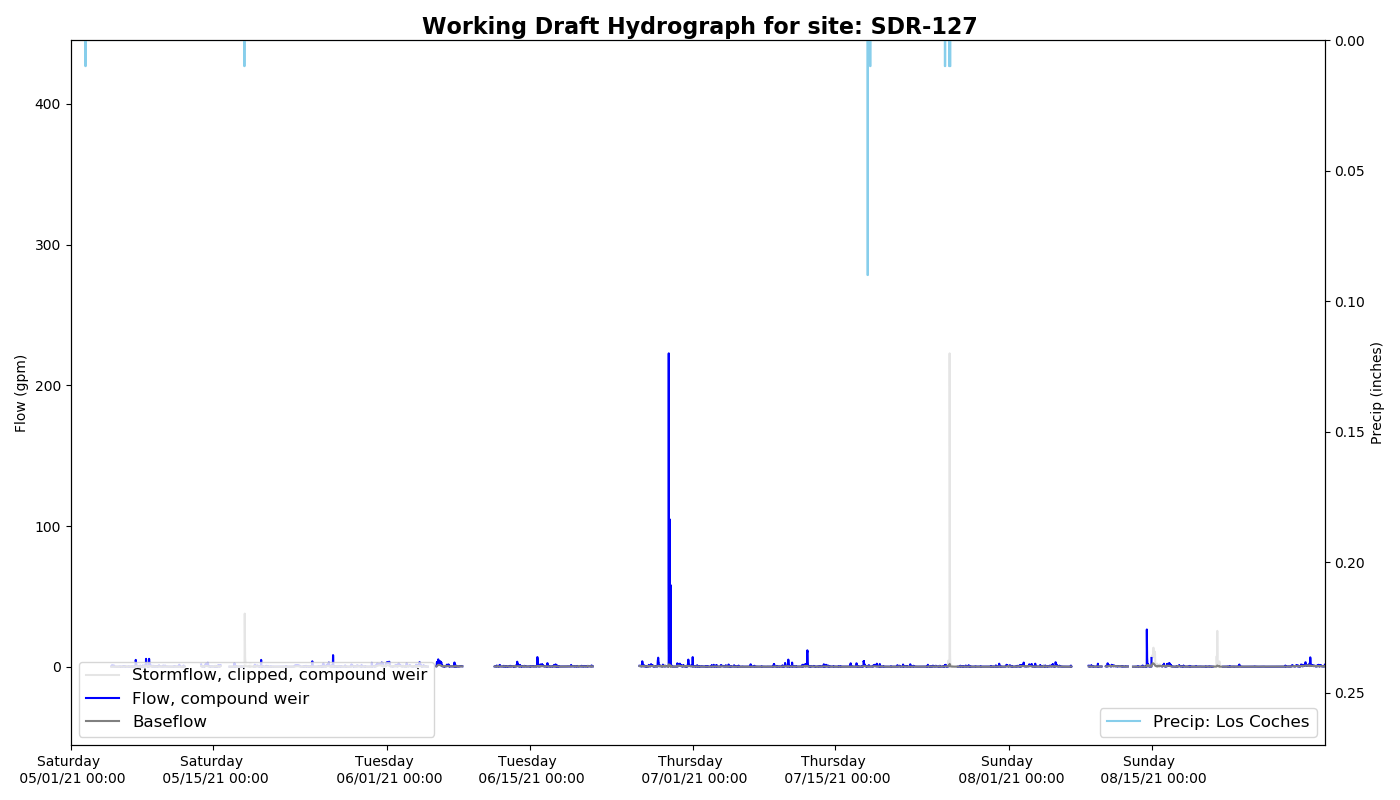 Working Draft Hydrograph for site: SDR-127
Flow (gpm)
400
300
200
100
0
0.00
0.05
0.10
0.15
0.20
0.25
Precip (inches)
Stormflow, clipped, compound weir
Flow, compound weir
Baseflow
Precip: Los Coches
Saturday
05/01/21 00:00
Saturday
05/15/21 00:00
Tuesday
06/01/21 00:00
Tuesday
06/15/21 00:00
Thursday
07/01/21 00:00
Thursday
07/15/21 00:00
Sunday
08/01/21 00:00
Sunday
08/15/21 00:00